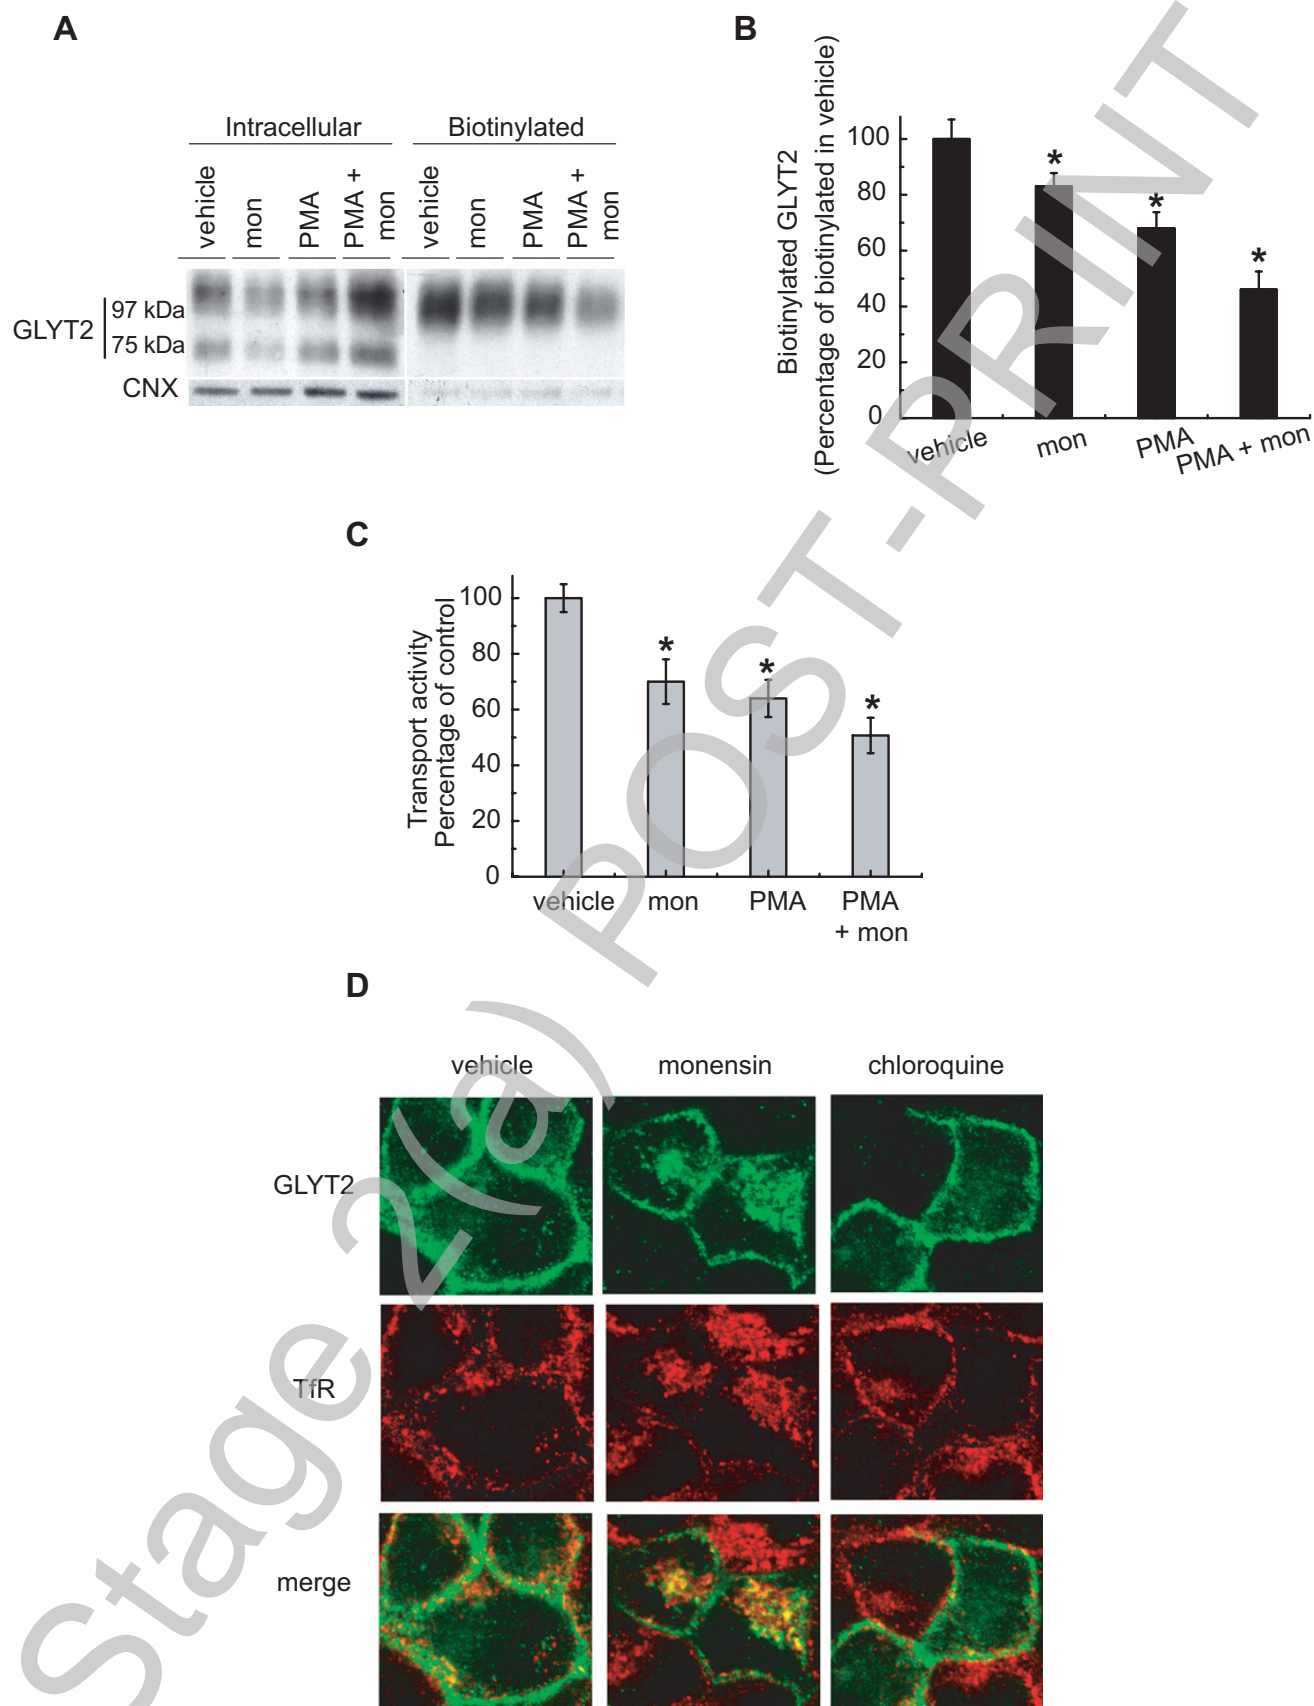 A
Intracellular
Biotinylated
vehicle
mon
PMA
PMA +
mon
vehicle
mon
PMA
PMA +
mon
GLYT2
97 kDa
75 kDa
CNX
B
Biotinylated GLYT2
(Percentage of biotinylated in vehicle)
100
80
60
40
20
0
*
*
*
vehicle
mon
PMA
PMA + mon
C
Transport activity
Percentage of control
100
80
60
40
20
0
*
*
*
vehicle
mon
PMA
PMA
+ mon
D
vehicle
monensin
chloroquine
GLYT2
TfR
merge
Stage 2(a) POST-PRINT